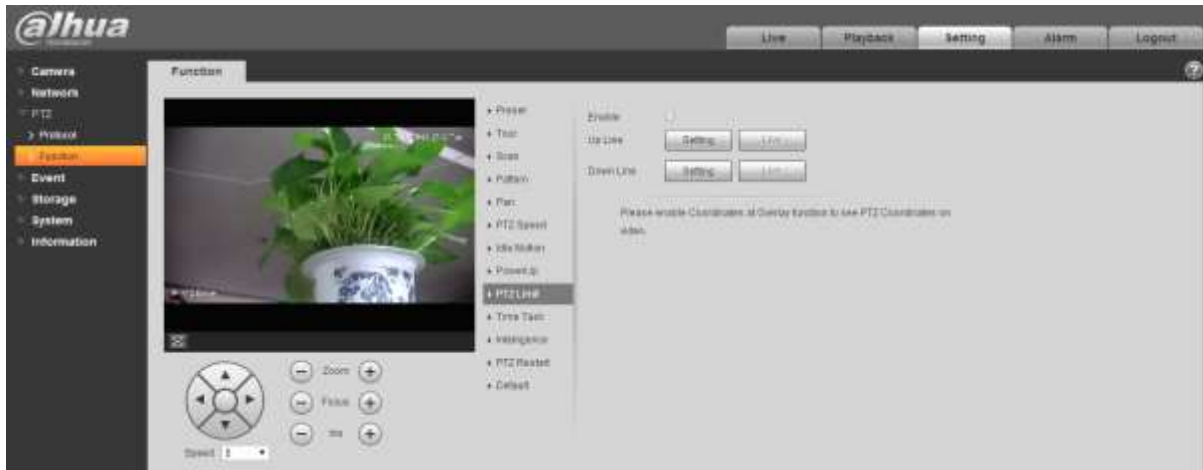 alhua
TECHNOLOGY
Live
Playback
Setting
Alarm
Logout
Camera
Network
PTZ
Protocol
Function
Event
Storage
System
Information
Function
Preset
Tour
Scan
Pattern
Pan
PTZ Speed
Idle Motion
PowerUp
PTZ Limit
Time Task
Intelligence
PTZ Restart
Default
Enable
Up Line
Setting
Live
Down Line
Setting
Live
Please enable Coordinates at Overlay function to see PTZ Coordinates on
video.
Zoom
Focus
Iris
Speed